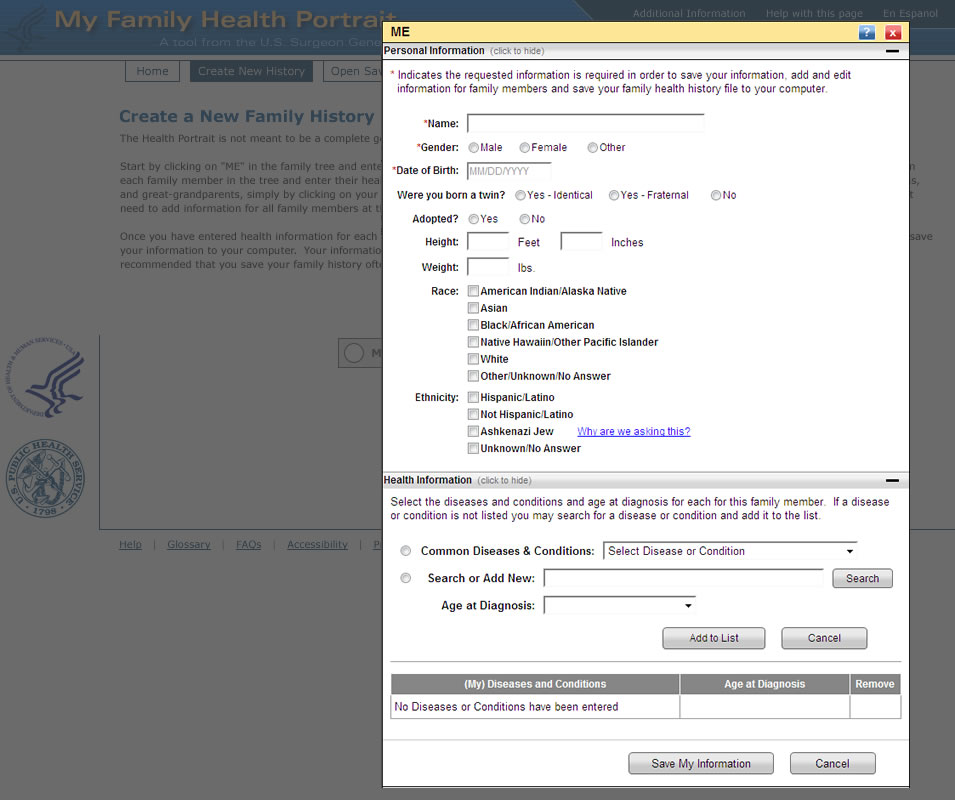 My Family Health Portrait
A tool from the U.S. Surgeon Gene
Additional Information Help with this page En Espanol
Home Create New History Open Sav
Create a New Family History
The Health Portrait is not meant to be a complete g
Start by clicking on "ME" in the family tree and ente n
each family member in the tree and enter their hea s,
and great-grandparents, simply by clicking on your t
need to add information for all family members at ti
Once you have entered health information for each save
your information to your computer. Your information
recommended that you save your family history ofte
ME ? x
Personal Information (click to hide)
* Indicates the requested information is required in order to save your information, add and edit
information for family members and save your family health history file to your computer.
*Name:
*Gender: Male Female Other
*Date of Birth: MM/DD/YYYY
Were you born a twin? Yes - Identical Yes - Fraternal No
Adopted? Yes No
Height: Feet Inches
Weight: lbs.
Race: American Indian/Alaska Native
Asian
Black/African American
Native Hawaiin/Other Pacific Islander
White
Other/Unknown/No Answer
Ethnicity: Hispanic/Latino
Not Hispanic/Latino
Ashkenazi Jew Why are we asking this?
Unknown/No Answer
M
DEPARTMENT OF HEALTH & HUMAN SERVICES • USA
U.S. PUBLIC HEALTH SERVICE
• 1798 •
Health Information (click to hide)
Select the diseases and conditions and age at diagnosis for each for this family member. If a disease
or condition is not listed you may search for a disease or condition and add it to the list.
Help | Glossary | FAQs | Accessibility | P
Common Diseases & Conditions: Select Disease or Condition
Search or Add New: Search
Age at Diagnosis:
Add to List Cancel
(My) Diseases and Conditions Age at Diagnosis Remove
No Diseases or Conditions have been entered
Save My Information Cancel